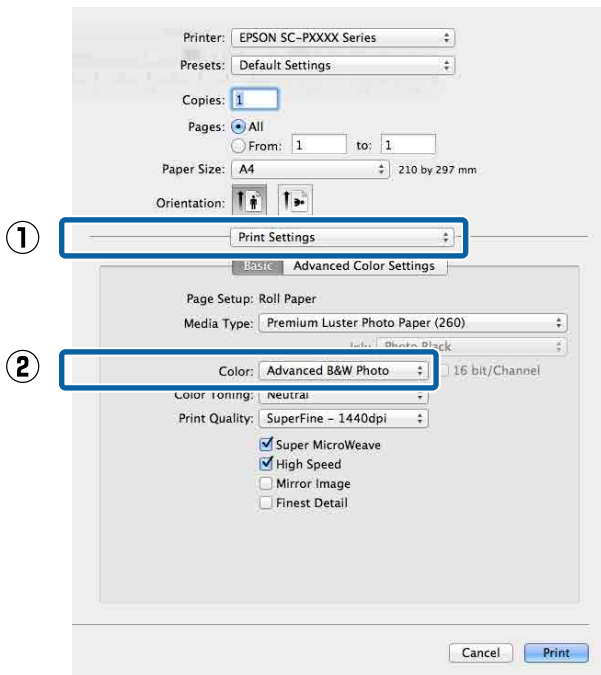 Printer: EPSON SC-PXXXX Series
Presets: Default Settings
Copies: 1
Pages: All
From: 1 to: 1
Paper Size: A4 210 by 297 mm
Orientation:
① Print Settings
Basic Advanced Color Settings
Page Setup: Roll Paper
Media Type: Premium Luster Photo Paper (260)
Ink: Photo Black
② Color: Advanced B&W Photo 16 bit/Channel
Color Toning: Neutral
Print Quality: SuperFine – 1440dpi
Super MicroWeave
High Speed
Mirror Image
Finest Detail
Cancel Print